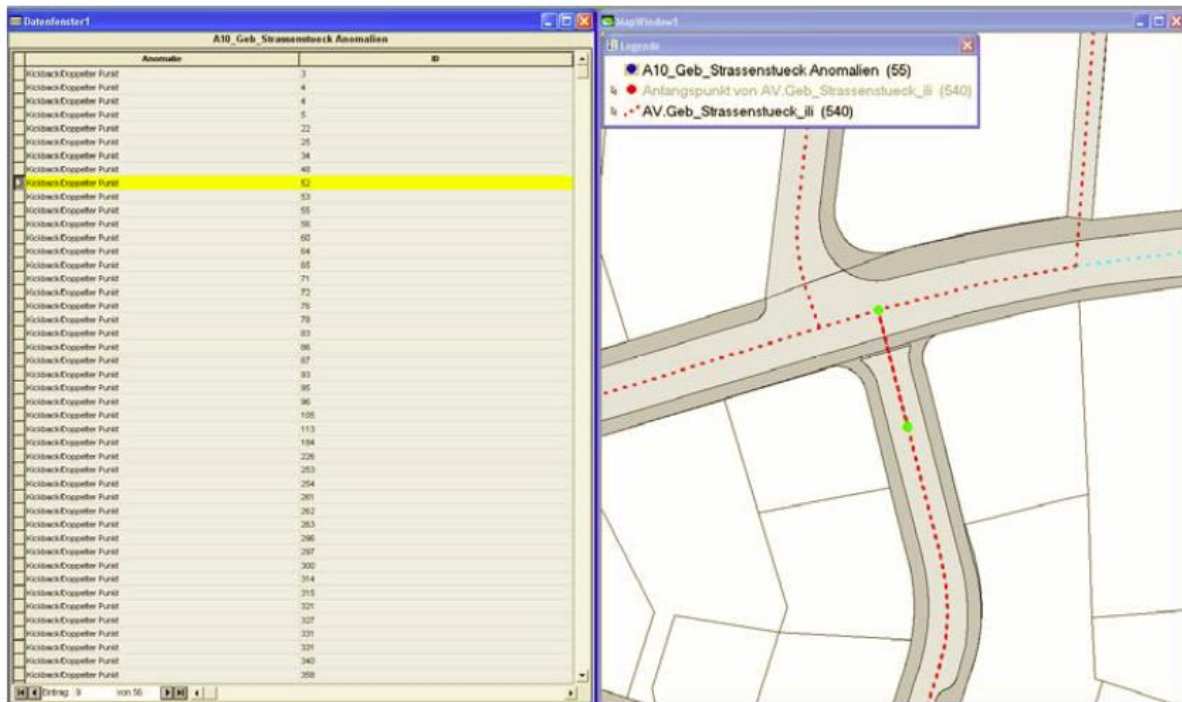 Datenfenster1
A10_Geb_Strassenstueck Anomalien
Anomalie ID
Kickback/Doppelter Punkt 3
Kickback/Doppelter Punkt 4
Kickback/Doppelter Punkt 4
Kickback/Doppelter Punkt 5
Kickback/Doppelter Punkt 22
Kickback/Doppelter Punkt 25
Kickback/Doppelter Punkt 34
Kickback/Doppelter Punkt 48
Kickback/Doppelter Punkt 52
Kickback/Doppelter Punkt 53
Kickback/Doppelter Punkt 55
Kickback/Doppelter Punkt 56
Kickback/Doppelter Punkt 60
Kickback/Doppelter Punkt 64
Kickback/Doppelter Punkt 65
Kickback/Doppelter Punkt 71
Kickback/Doppelter Punkt 72
Kickback/Doppelter Punkt 76
Kickback/Doppelter Punkt 78
Kickback/Doppelter Punkt 83
Kickback/Doppelter Punkt 86
Kickback/Doppelter Punkt 87
Kickback/Doppelter Punkt 93
Kickback/Doppelter Punkt 95
Kickback/Doppelter Punkt 96
Kickback/Doppelter Punkt 105
Kickback/Doppelter Punkt 113
Kickback/Doppelter Punkt 184
Kickback/Doppelter Punkt 226
Kickback/Doppelter Punkt 253
Kickback/Doppelter Punkt 254
Kickback/Doppelter Punkt 261
Kickback/Doppelter Punkt 262
Kickback/Doppelter Punkt 263
Kickback/Doppelter Punkt 296
Kickback/Doppelter Punkt 297
Kickback/Doppelter Punkt 300
Kickback/Doppelter Punkt 314
Kickback/Doppelter Punkt 315
Kickback/Doppelter Punkt 321
Kickback/Doppelter Punkt 327
Kickback/Doppelter Punkt 331
Kickback/Doppelter Punkt 331
Kickback/Doppelter Punkt 340
Kickback/Doppelter Punkt 358
Eintrag 9 von 56
MapWindow1
Legende
A10_Geb_Strassenstueck Anomalien (55)
Anfangspunkt von AV.Geb_Strassenstueck_ili (540)
AV.Geb_Strassenstueck_ili (540)